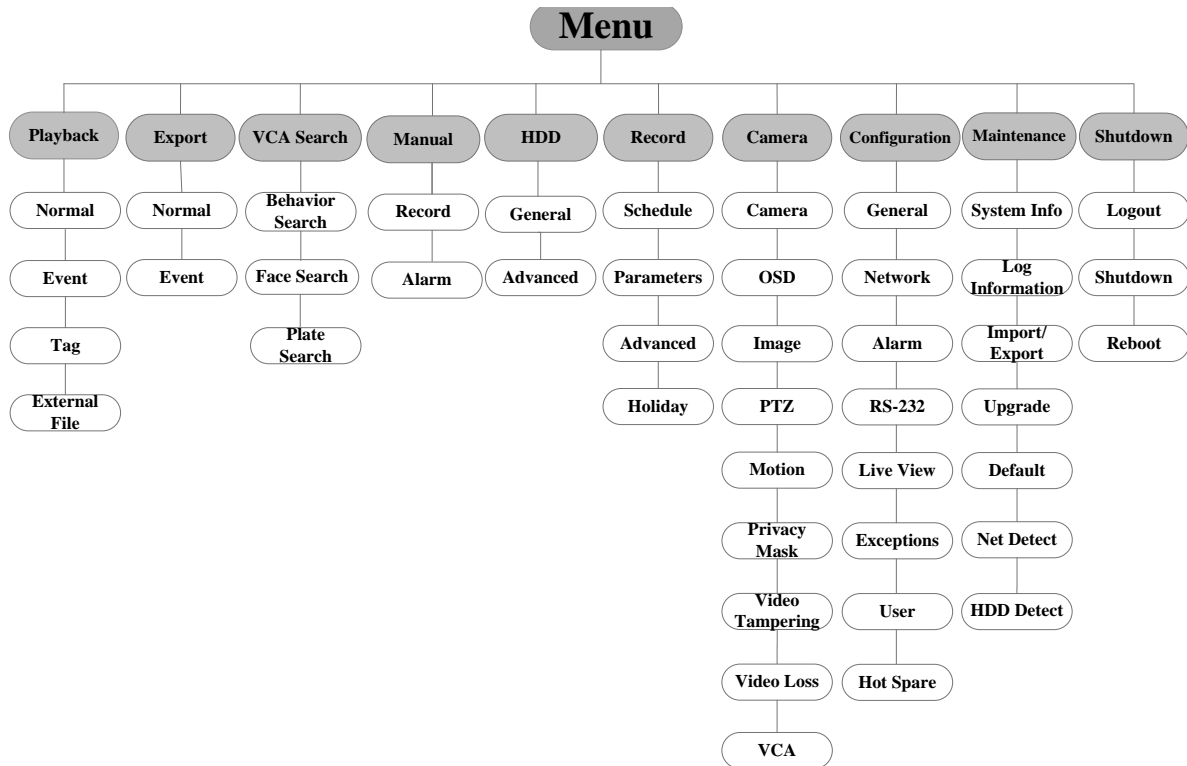 Menu
Playback
Export
VCA Search
Manual
HDD
Record
Camera
Configuration
Maintenance
Shutdown
Normal
Normal
Behavior
Search
Record
General
Schedule
Camera
General
System Info
Logout
Event
Event
Face Search
Alarm
Advanced
Parameters
OSD
Network
Log
Information
Shutdown
Tag
Plate
Search
Advanced
Image
Alarm
Import/
Export
Reboot
External
File
Holiday
PTZ
RS-232
Upgrade
Motion
Live View
Default
Privacy
Mask
Exceptions
Net Detect
Video
Tampering
User
HDD Detect
Video Loss
Hot Spare
VCA